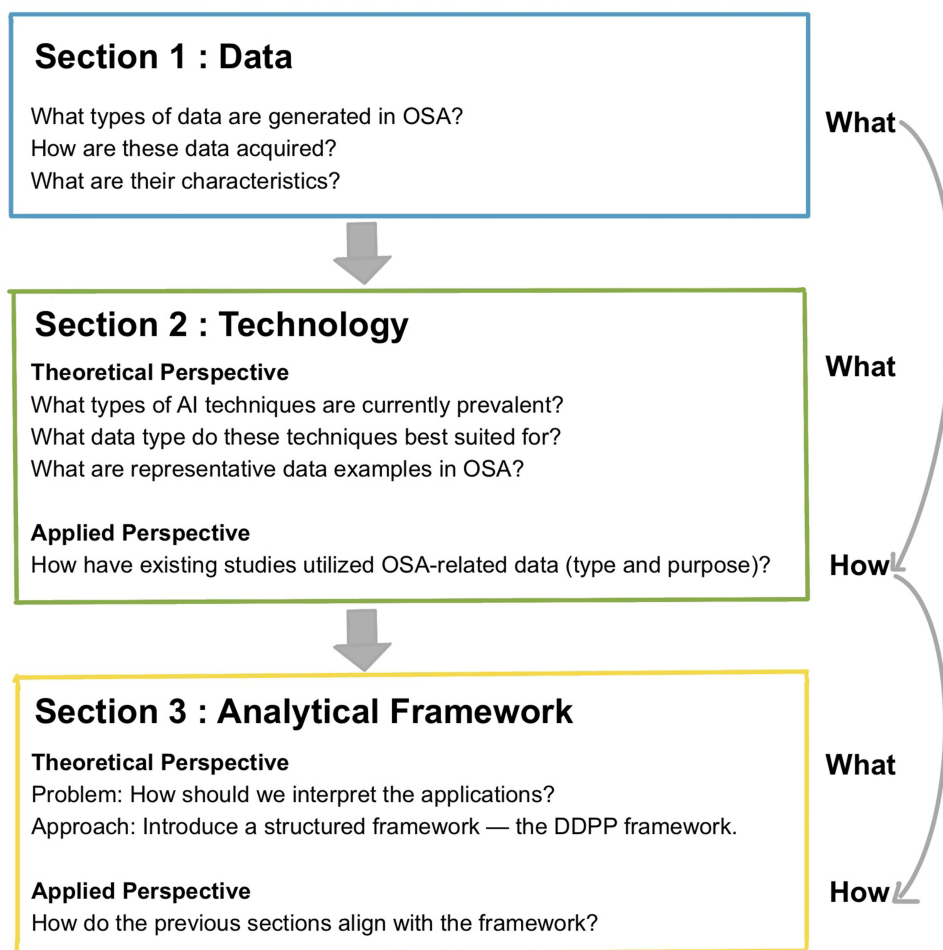 Section 1 : Data
What types of data are generated in OSA?
How are these data acquired?
What are their characteristics?
What
Section 2 : Technology
Theoretical Perspective
What types of AI techniques are currently prevalent?
What data type do these techniques best suited for?
What are representative data examples in OSA?
What
Applied Perspective
How have existing studies utilized OSA-related data (type and purpose)?
How
Section 3 : Analytical Framework
Theoretical Perspective
Problem: How should we interpret the applications?
Approach: Introduce a structured framework — the DDPP framework.
What
Applied Perspective
How do the previous sections align with the framework?
How